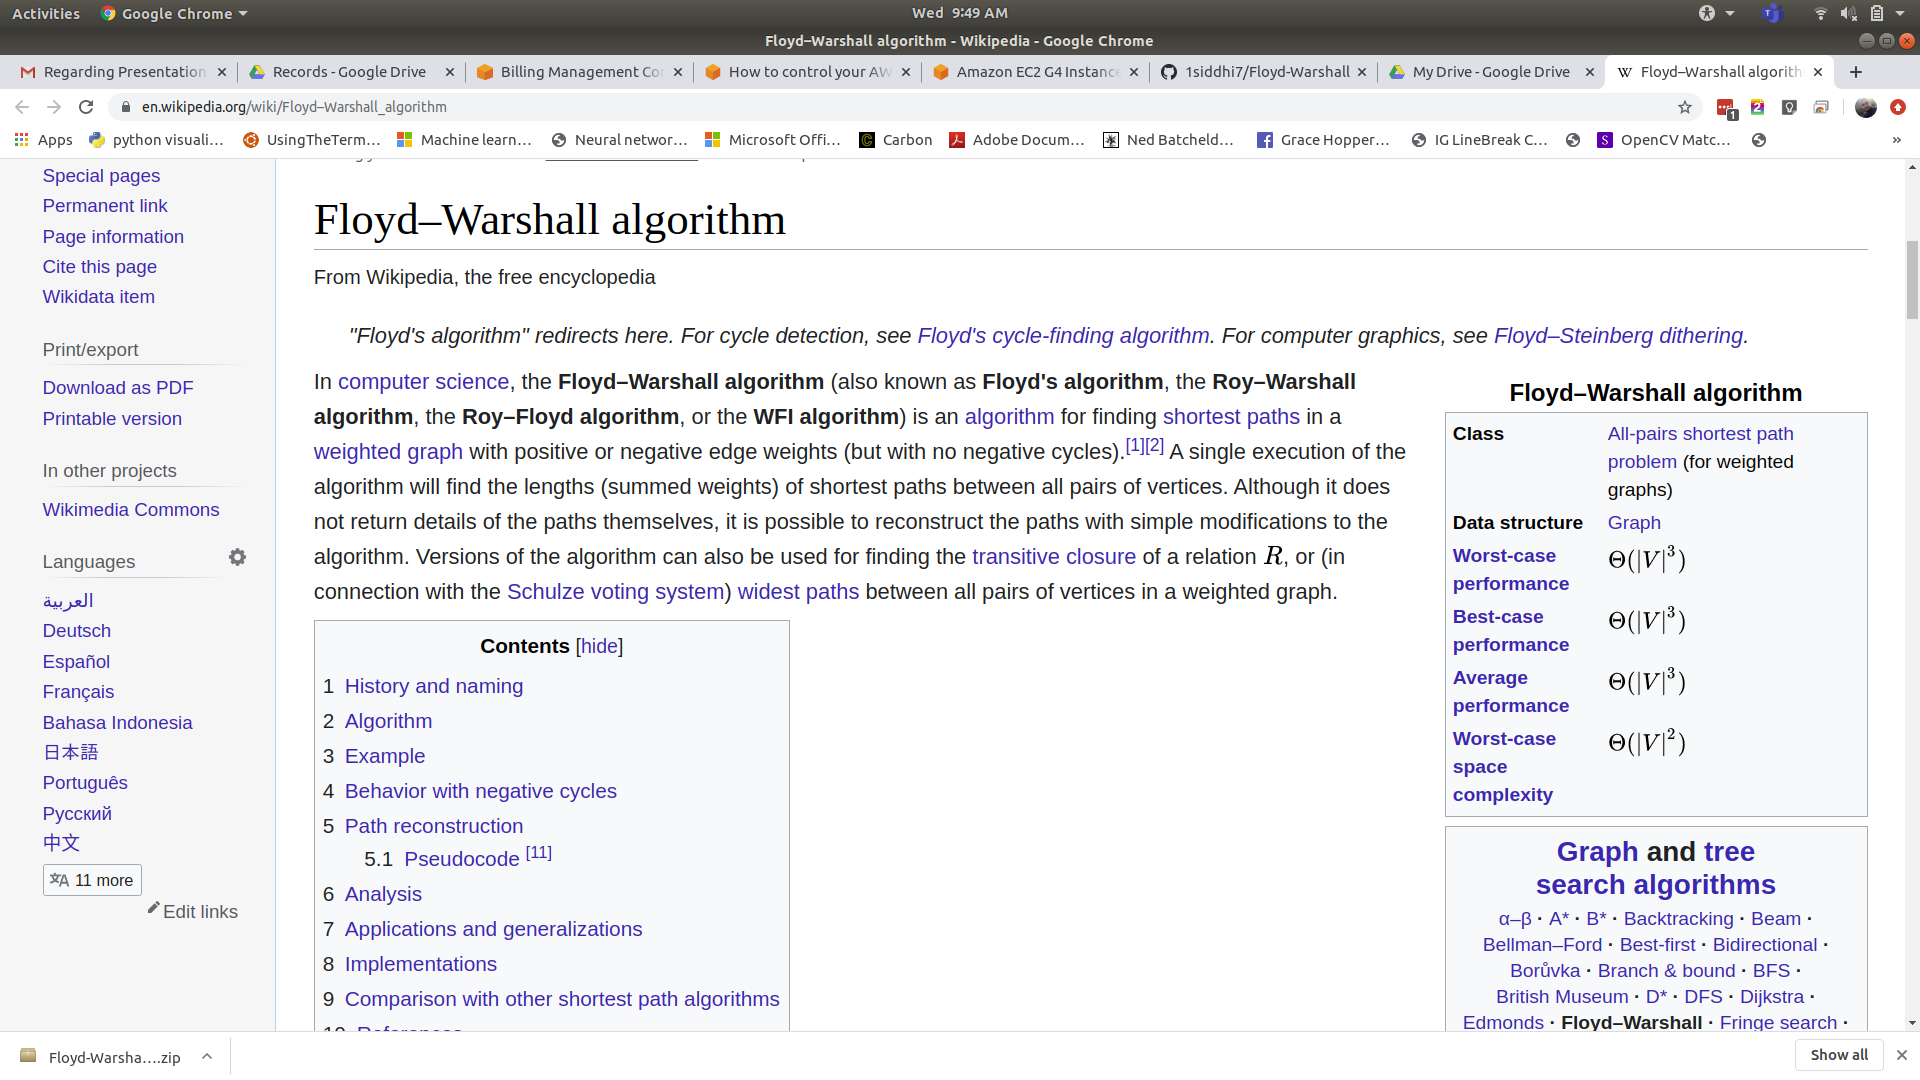 Activities
Google Chrome
Wed 9:49 AM
Floyd–Warshall algorithm - Wikipedia - Google Chrome
Regarding Presentation
Records - Google Drive
Billing Management Co
How to control your AW
Amazon EC2 G4 Instance
1siddhi7/Floyd-Warshall
My Drive - Google Drive
Floyd–Warshall algorith
en.wikipedia.org/wiki/Floyd–Warshall_algorithm
Apps
python visuali...
UsingTheTerm...
Machine learn...
Neural networ...
Microsoft Offi...
Carbon
Adobe Docum...
Ned Batcheld...
Grace Hopper...
IG LineBreak C...
OpenCV Matc...
»
Special pages
Permanent link
Page information
Cite this page
Wikidata item
Print/export
Download as PDF
Printable version
In other projects
Wikimedia Commons
Languages
العربية
Deutsch
Español
Français
Bahasa Indonesia
日本語
Português
Русский
中文
11 more
Edit links
Floyd–Warshall algorithm
From Wikipedia, the free encyclopedia
"Floyd's algorithm" redirects here. For cycle detection, see Floyd's cycle-finding algorithm. For computer graphics, see Floyd–Steinberg dithering.
In computer science, the Floyd–Warshall algorithm (also known as Floyd's algorithm, the Roy–Warshall
algorithm, the Roy–Floyd algorithm, or the WFI algorithm) is an algorithm for finding shortest paths in a
weighted graph with positive or negative edge weights (but with no negative cycles).[1][2] A single execution of the
algorithm will find the lengths (summed weights) of shortest paths between all pairs of vertices. Although it does
not return details of the paths themselves, it is possible to reconstruct the paths with simple modifications to the
algorithm. Versions of the algorithm can also be used for finding the transitive closure of a relation R, or (in
connection with the Schulze voting system) widest paths between all pairs of vertices in a weighted graph.
Contents [hide]
1 History and naming
2 Algorithm
3 Example
4 Behavior with negative cycles
5 Path reconstruction
5.1 Pseudocode [11]
6 Analysis
7 Applications and generalizations
8 Implementations
9 Comparison with other shortest path algorithms
10 References
Floyd–Warshall algorithm
Class All-pairs shortest path
problem (for weighted
graphs)
Data structure Graph
Worst-case Θ(|V|³)
performance
Best-case Θ(|V|³)
performance
Average Θ(|V|³)
performance
Worst-case Θ(|V|²)
space
complexity
Graph and tree
search algorithms
α–β · A* · B* · Backtracking · Beam ·
Bellman–Ford · Best-first · Bidirectional ·
Borůvka · Branch & bound · BFS ·
British Museum · D* · DFS · Dijkstra ·
Edmonds · Floyd–Warshall · Fringe search ·
Floyd-Warsha....zip
Show all